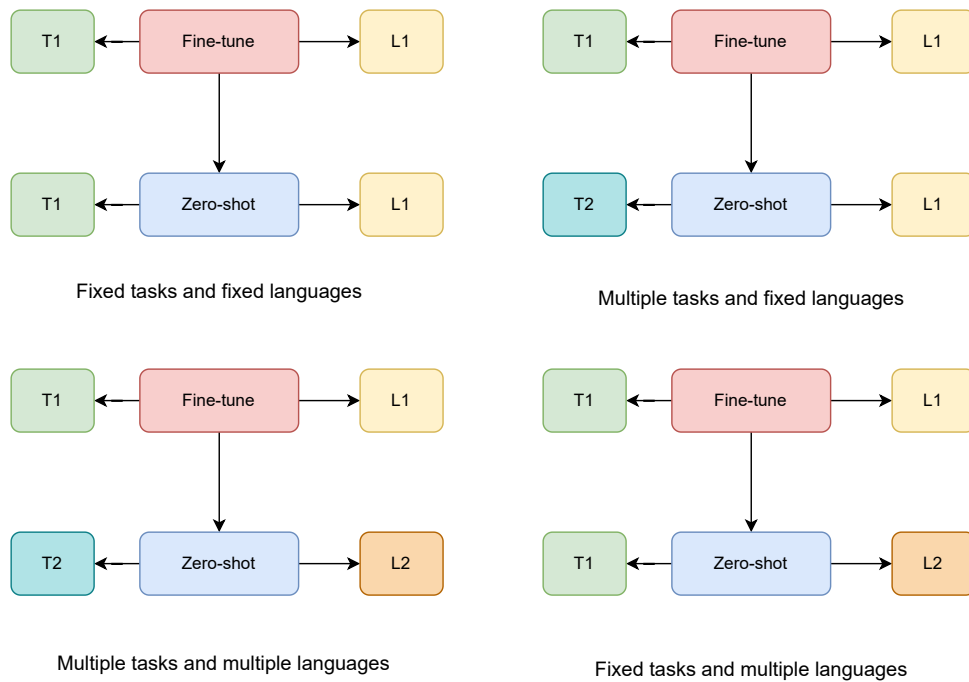 T1
Fine-tune
L1
T1
Zero-shot
L1
Fixed tasks and fixed languages
T1
Fine-tune
L1
T2
Zero-shot
L1
Multiple tasks and fixed languages
T1
Fine-tune
L1
T2
Zero-shot
L2
Multiple tasks and multiple languages
T1
Fine-tune
L1
T1
Zero-shot
L2
Fixed tasks and multiple languages